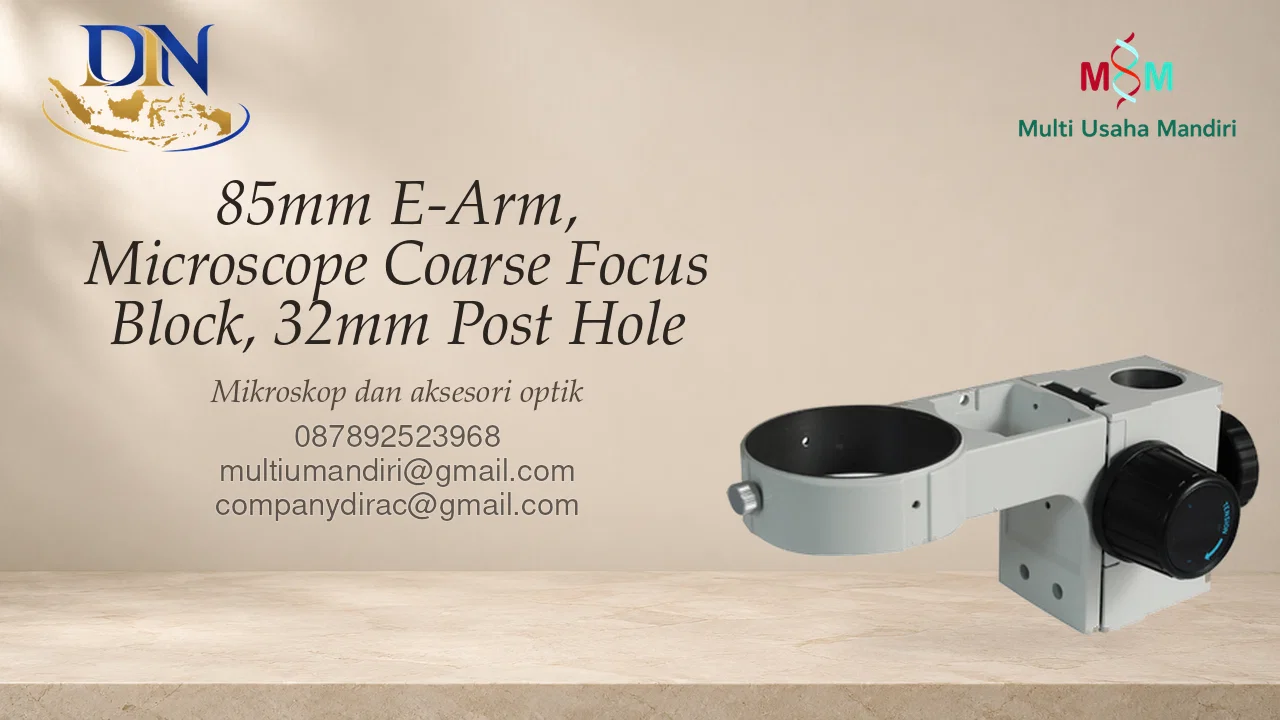 DN
M M
Multi Usaha Mandiri
85mm E-Arm,
Microscope Coarse Focus
Block, 32mm Post Hole
Mikroskop dan aksesori optik
087892523968
multiumandiri@gmail.com
companydirac@gmail.com
TENSION